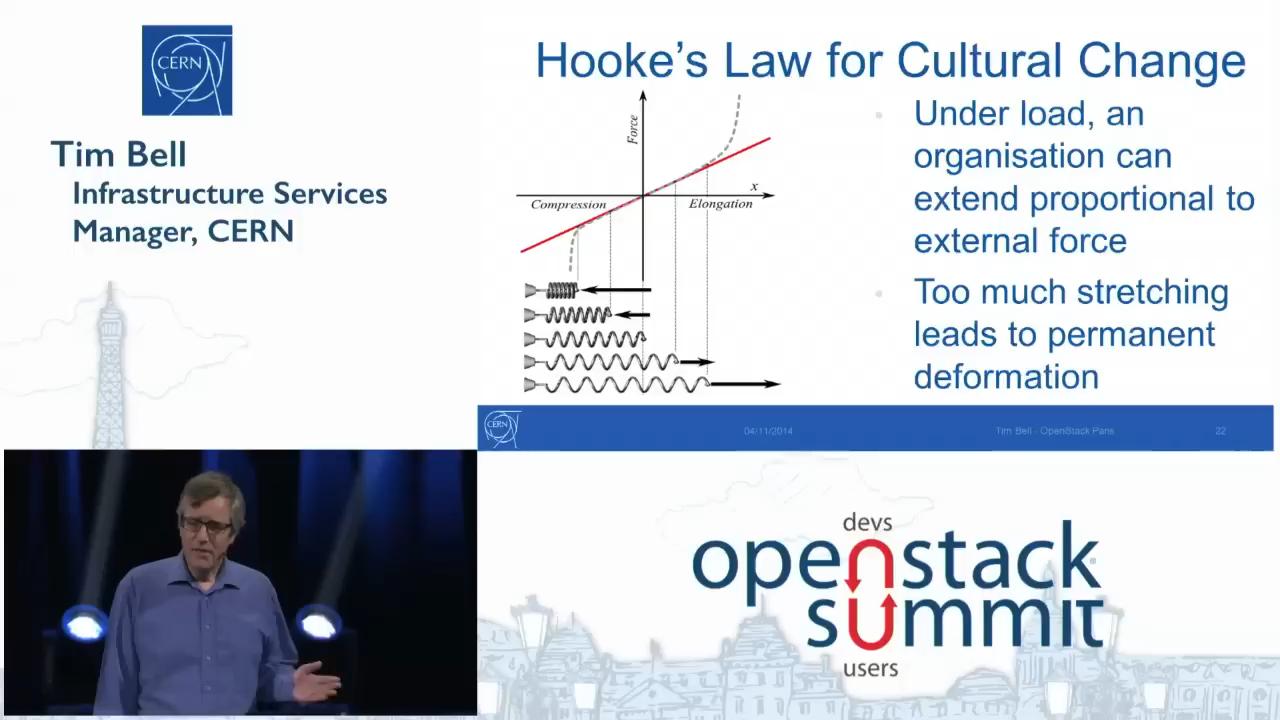 CERN
Tim Bell
Infrastructure Services
Manager, CERN
Hooke's Law for Cultural Change
Force
x
Compression
Elongation
Under load, an
organisation can
extend proportional to
external force
Too much stretching
leads to permanent
deformation
CERN
04/11/2014
Tim Bell - OpenStack Paris
22
devs
openstack
summit
users